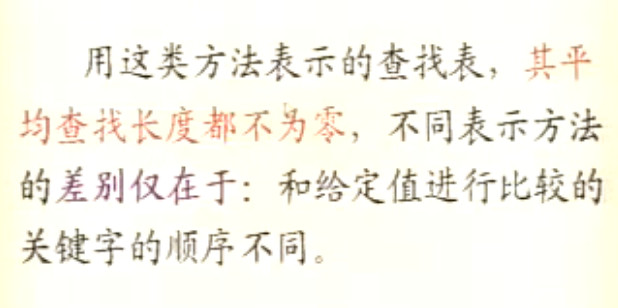 用这类方法表示的查找表，其平
均查找长度都不为零，不同表示方法
的差别仅在于：和给定值进行比较的
关键字的顺序不同。